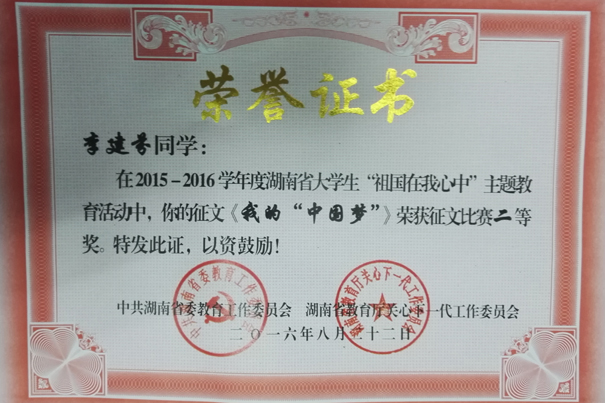 荣誉证书
李建芬同学：
在2015－2016学年度湖南省大学生“祖国在我心中”主题教
育活动中，你的征文《我的“中国梦”》荣获征文比赛二等
奖。特发此证，以资鼓励！
中共湖南省委教育工作委员会 湖南省教育厅关心下一代工作委员会
二〇一六年八月二十二日